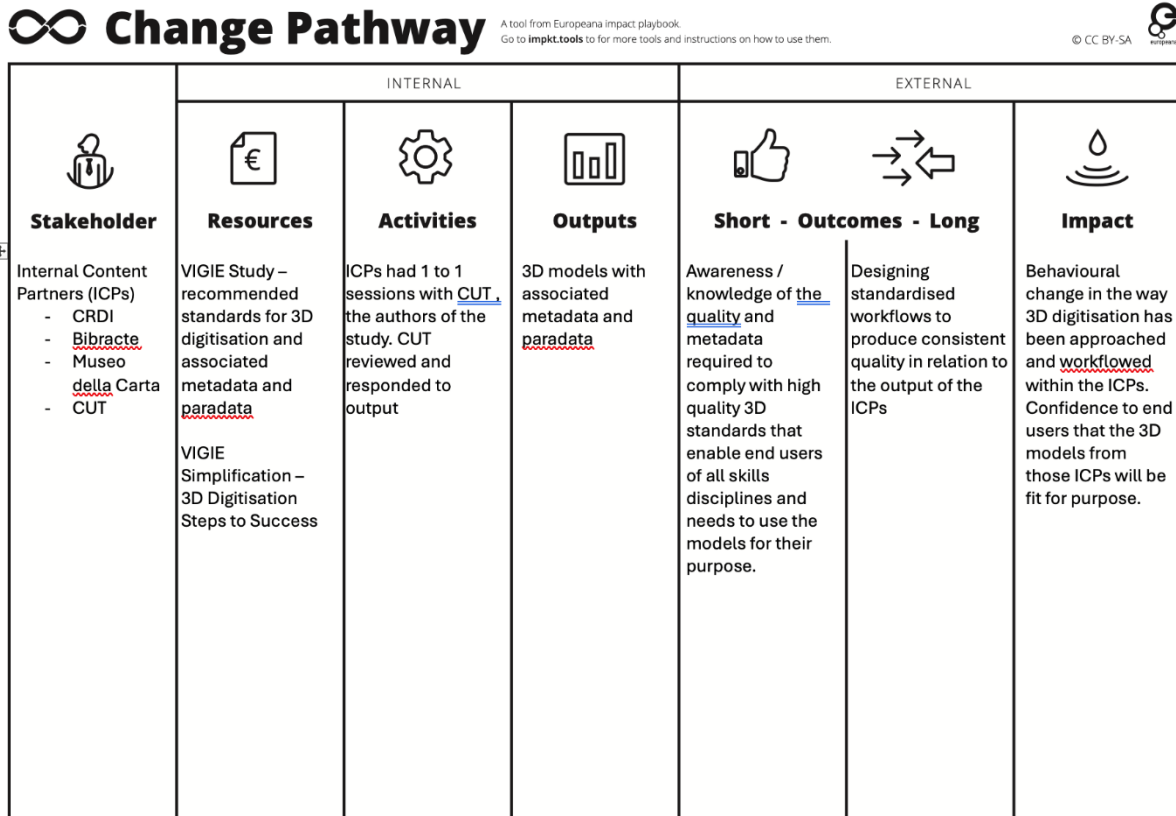 Change Pathway
A tool from Europeana impact playbook.
Go to impkt.tools to for more tools and instructions on how to use them.
© CC BY-SA
europeana
INTERNAL
EXTERNAL
€
Stakeholder
Resources
Activities
Outputs
Short - Outcomes - Long
Impact
Internal Content
Partners (ICPs)
- CRDI
- Bibracte
- Museo
della Carta
- CUT
VIGIE Study –
recommended
standards for 3D
digitisation and
associated
metadata and
paradata
VIGIE
Simplification –
3D Digitisation
Steps to Success
ICPs had 1 to 1
sessions with CUT ,
the authors of the
study. CUT
reviewed and
responded to
output
3D models with
associated
metadata and
paradata
Awareness /
knowledge of the
quality and
metadata
required to
comply with high
quality 3D
standards that
enable end users
of all skills
disciplines and
needs to use the
models for their
purpose.
Designing
standardised
workflows to
produce consistent
quality in relation to
the output of the
ICPs
Behavioural
change in the way
3D digitisation has
been approached
and workflowed
within the ICPs.
Confidence to end
users that the 3D
models from
those ICPs will be
fit for purpose.